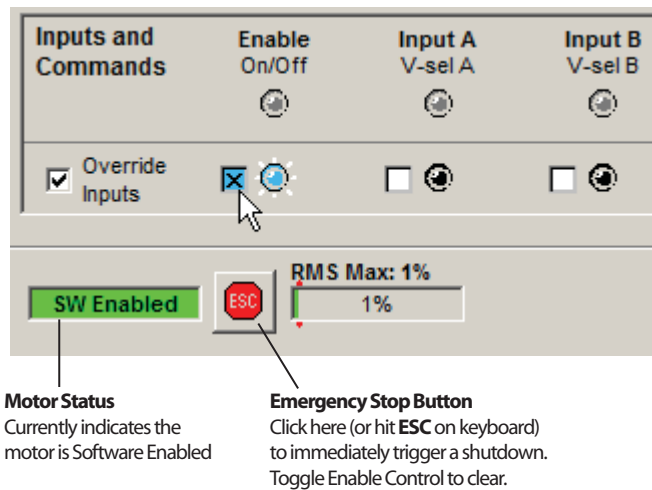 Inputs and Commands
Enable
On/Off
Input A
V-sel A
Input B
V-sel B
Override Inputs
SW Enabled
ESC
RMS Max: 1%
1%
Motor Status
Currently indicates the
motor is Software Enabled
Emergency Stop Button
Click here (or hit ESC on keyboard)
to immediately trigger a shutdown.
Toggle Enable Control to clear.